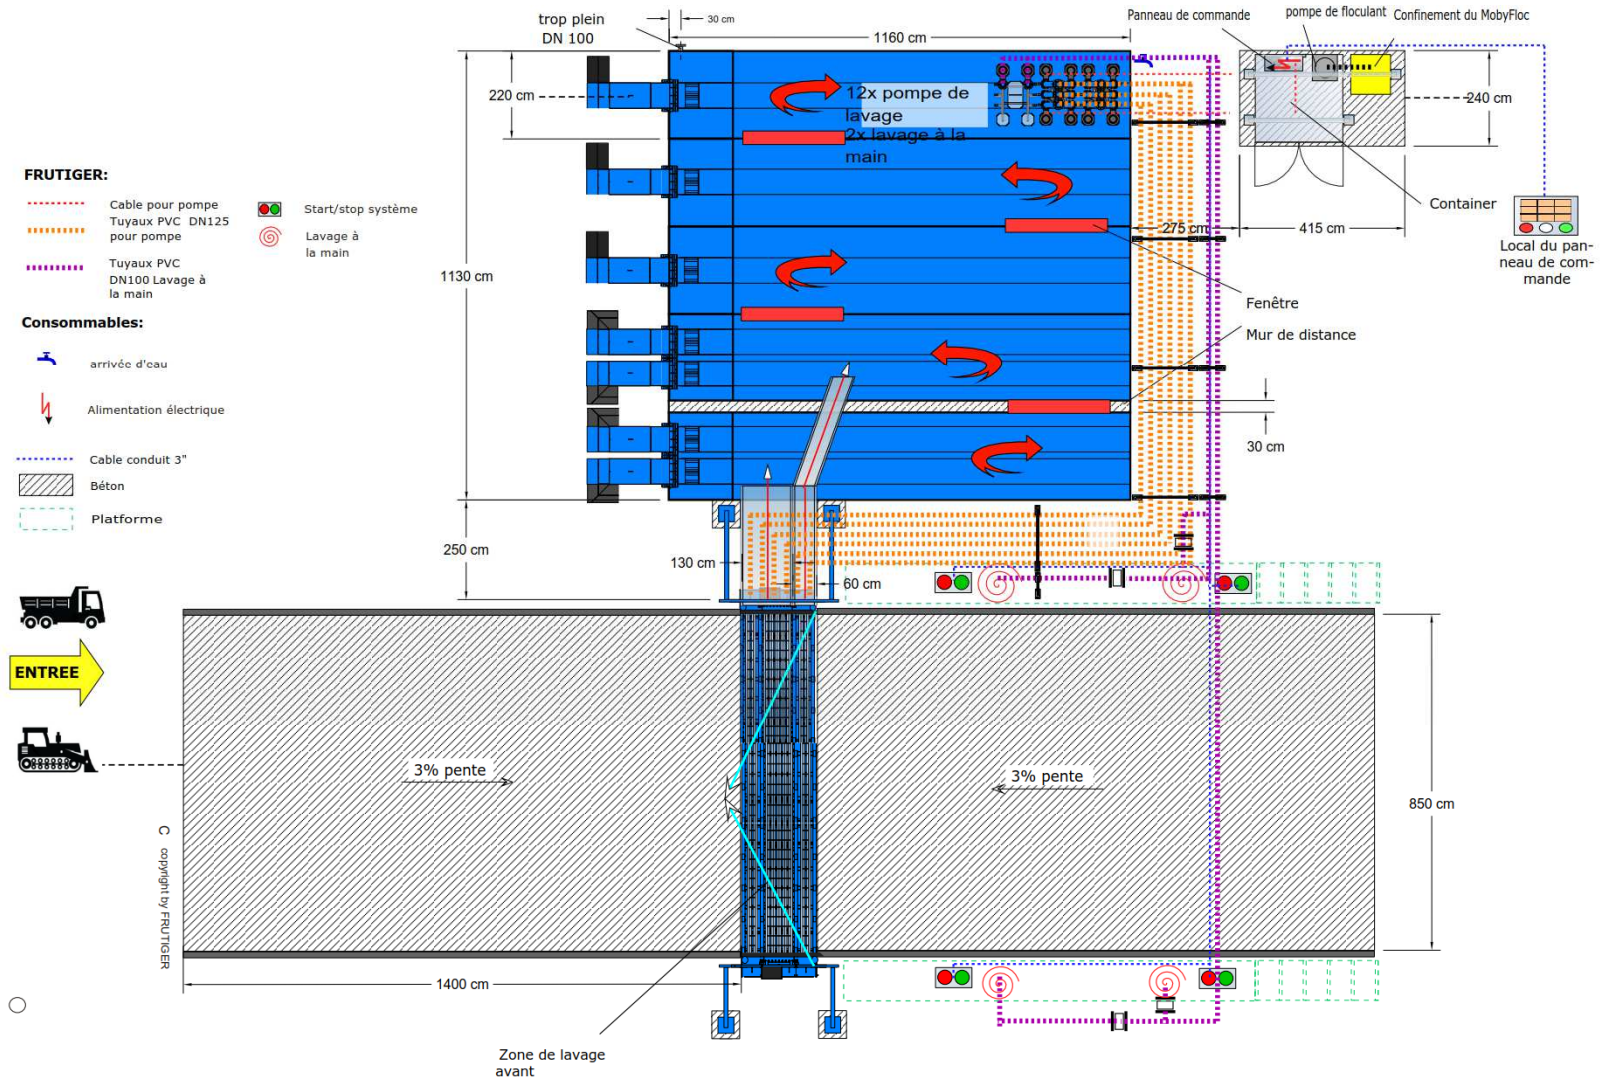 trop plein
DN 100
30 cm
1160 cm
Panneau de commande
pompe de floculant
Confinement du MobyFloc
220 cm
12x pompe de
lavage
2x lavage à la
main
240 cm
FRUTIGER:
Cable pour pompe
Tuyaux PVC DN125
pour pompe
Tuyaux PVC
DN100 Lavage à
la main
Start/stop système
Lavage à
la main
Container
275 cm
415 cm
Local du pan-
neau de com-
mande
1130 cm
Fenêtre
Mur de distance
Consommables:
arrivée d'eau
Alimentation électrique
Cable conduit 3"
Béton
Platforme
30 cm
250 cm
130 cm
60 cm
ENTREE
3% pente
3% pente
850 cm
C copyright by FRUTIGER
1400 cm
Zone de lavage
avant